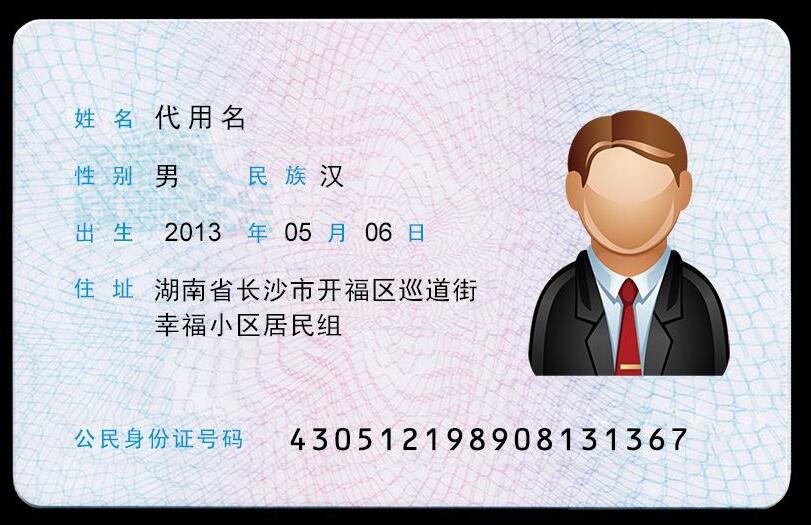 姓名 代用名
性别 男 民族 汉
出生 2013 年 05 月 06 日
住址 湖南省长沙市开福区巡道街
幸福小区居民组
公民身份证号码 430512198908131367